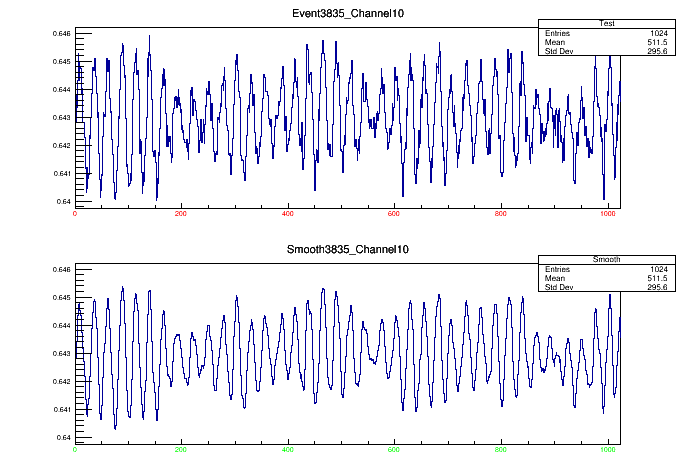 Event3835_Channel10
Test
Entries 1024
Mean 511.5
Std Dev 295.6
0.646
0.645
0.644
0.643
0.642
0.641
0.64
0 200 400 600 800 1000
Smooth3835_Channel10
Smooth
Entries 1024
Mean 511.5
Std Dev 295.6
0.646
0.645
0.644
0.643
0.642
0.641
0.64
0 200 400 600 800 1000